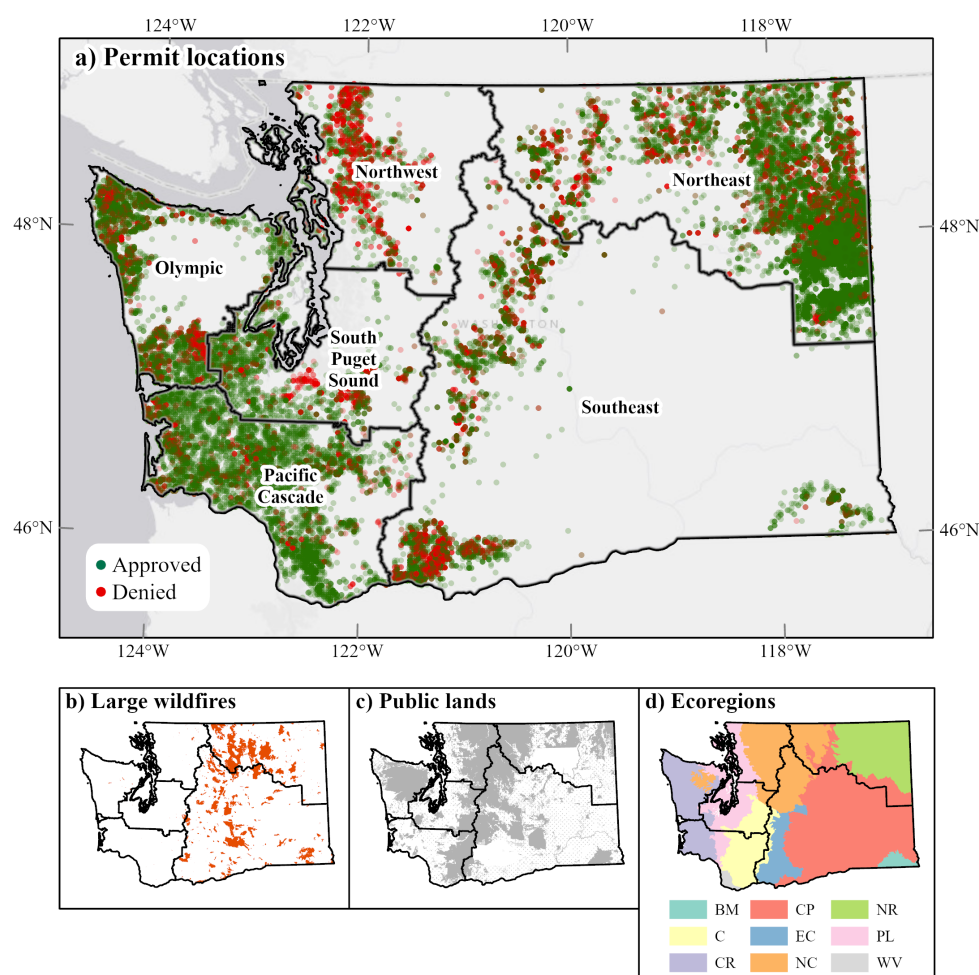 124°W 122°W 120°W 118°W
a) Permit locations
Northwest
Northeast
48°N 48°N
Olympic
WASHINGTON
South
Puget
Sound
Southeast
Pacific
Cascade
46°N 46°N
Approved
Denied
124°W 122°W 120°W 118°W
b) Large wildfires
c) Public lands
d) Ecoregions
BM CP NR
C EC PL
CR NC WV